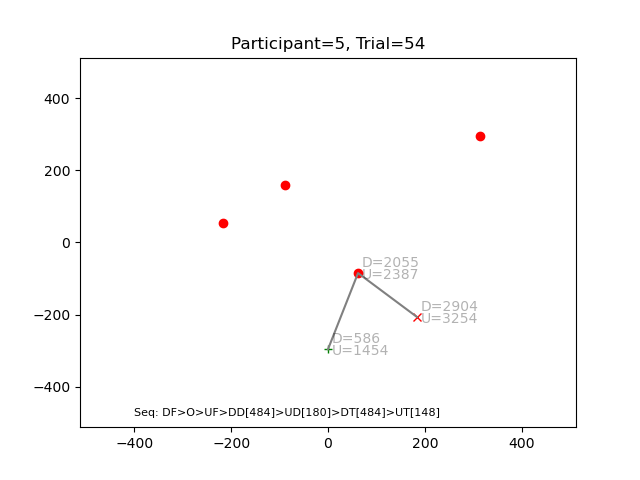 Participant=5, Trial=54
400
200
0
−200
−400
D=2055
U=2387
D=2904
U=3254
D=586
U=1454
Seq: DF>O>UF>DD[484]>UD[180]>DT[484]>UT[148]
−400 −200 0 200 400